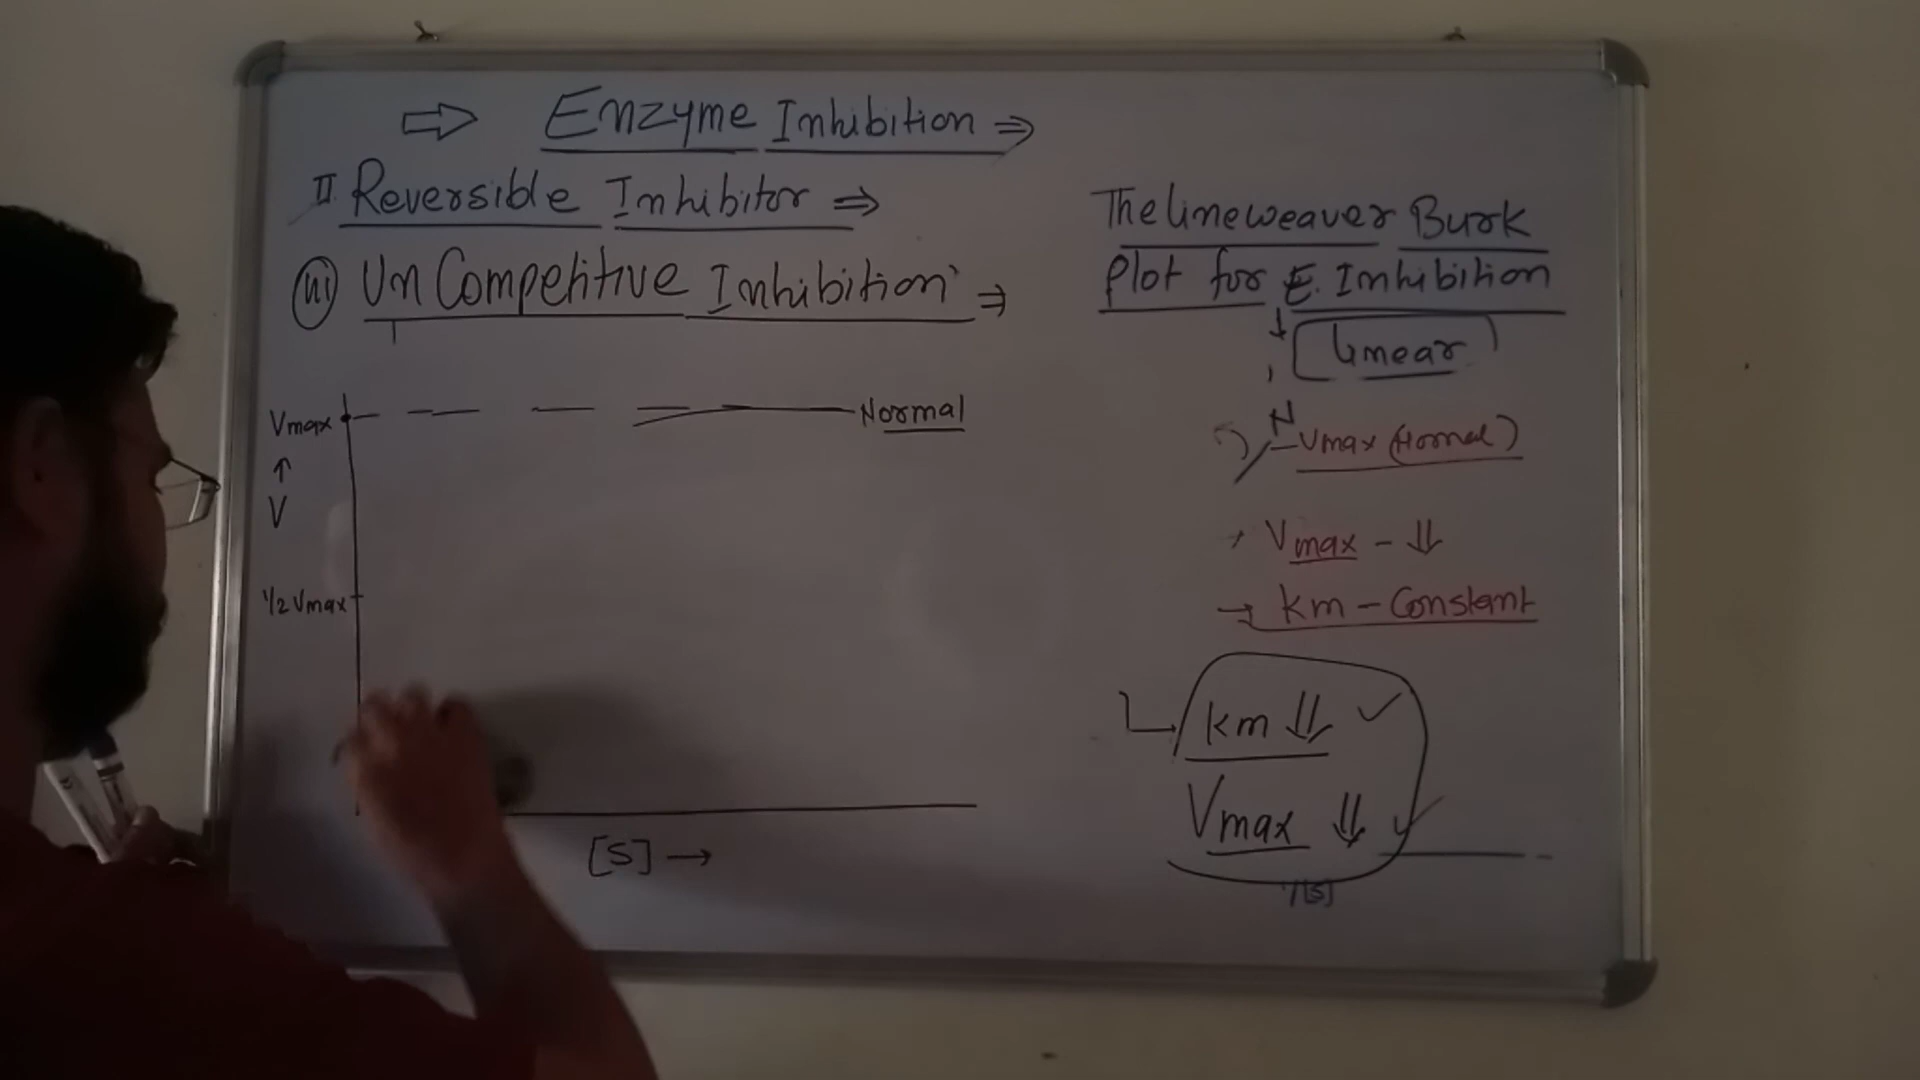 ⇒ Enzyme Inhibition ⇒
II Reversible Inhibitor ⇒
(iii) Un Competitive Inhibition ⇒
Vmax
Normal
↑
V
1/2 Vmax
[S] →
The lineweaver Burk
Plot for E. Inhibition
↓
linear
N
Vmax (Normal)
Vmax - ⇓
→ km - Constant
km ⇓ ✓
Vmax ⇓ ✓
1/[S]